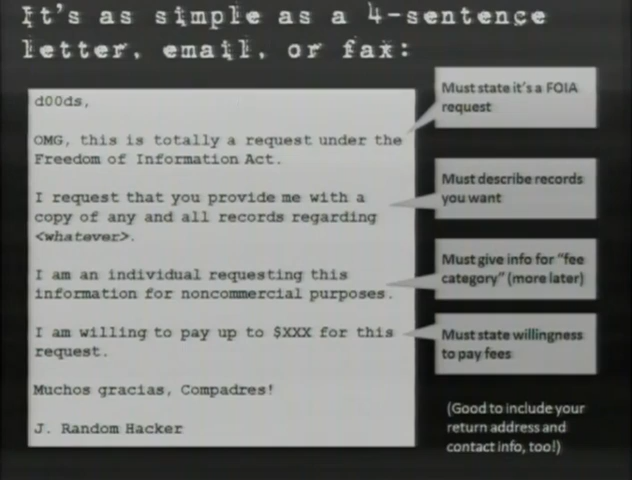 It's as simple as a 4-sentence
letter, email, or fax:
d00ds,
OMG, this is totally a request under the
Freedom of Information Act.
I request that you provide me with a
copy of any and all records regarding
<whatever>.
I am an individual requesting this
information for noncommercial purposes.
I am willing to pay up to $XXX for this
request.
Muchos gracias, Compadres!
J. Random Hacker
Must state it's a FOIA
request
Must describe records
you want
Must give info for "fee
category" (more later)
Must state willingness
to pay fees
(Good to include your
return address and
contact info, too!)